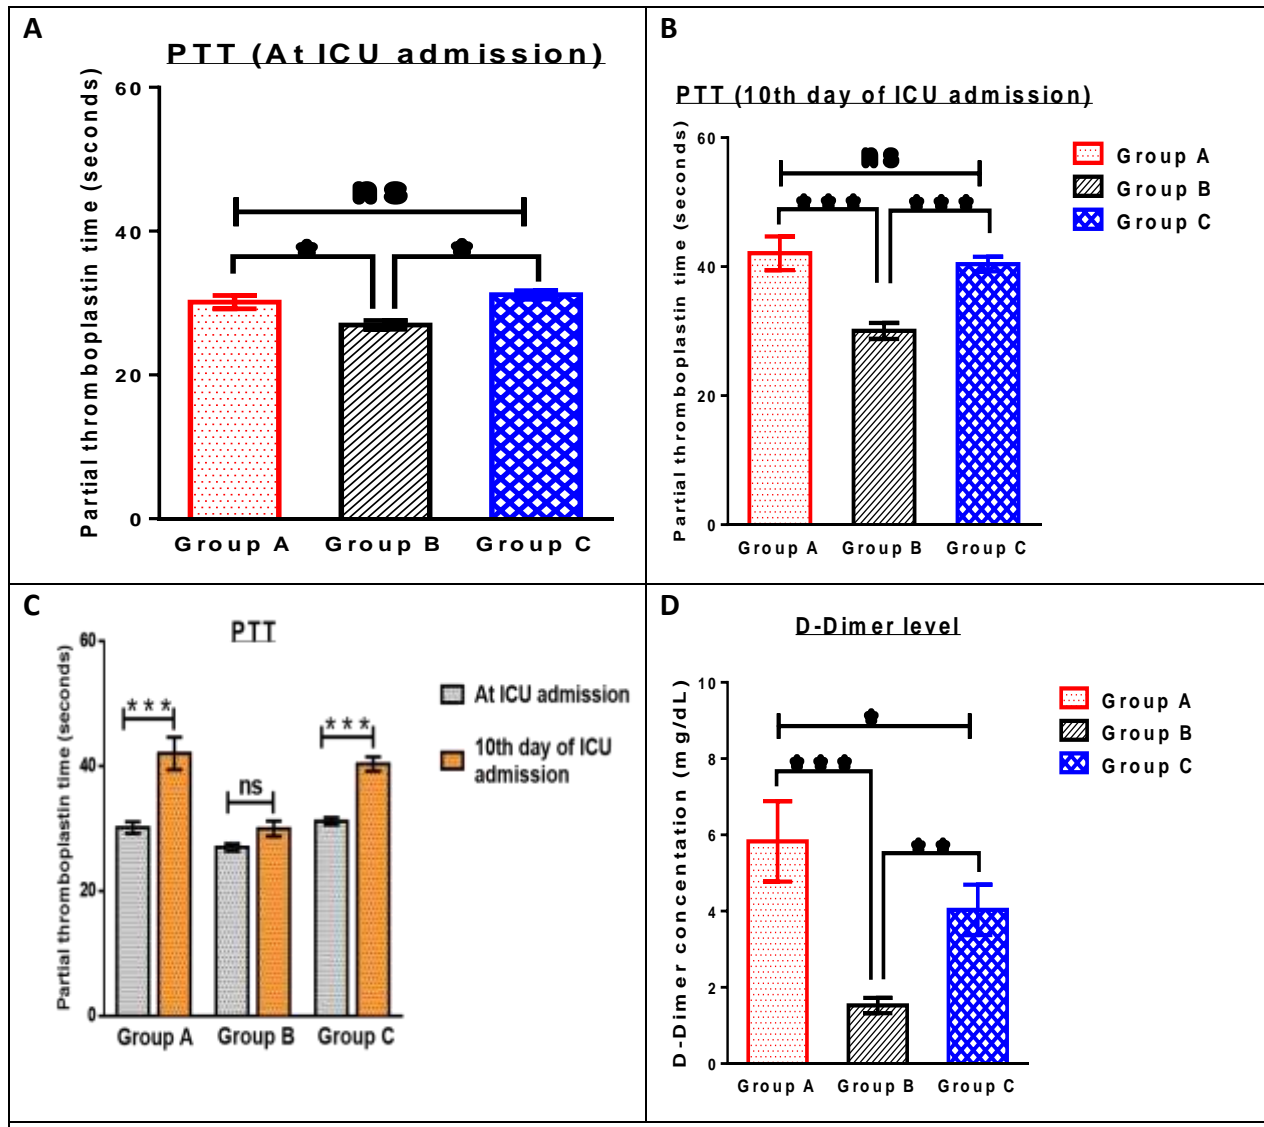 A
PTT (At ICU admission)
Partial thromboplastin time (seconds)
60
40
20
0
ns
*
*
Group A
Group B
Group C
B
PTT (10th day of ICU admission)
Partial thromboplastin time (seconds)
60
40
20
0
ns
***
***
Group A
Group B
Group C
Group A
Group B
Group C
C
PTT
Partial thromboplastin time (seconds)
60
40
20
0
***
ns
***
Group A
Group B
Group C
At ICU admission
10th day of ICU
admission
D
D-Dimer level
D-Dimer concentration (mg/dL)
10
8
6
4
2
0
*
***
**
Group A
Group B
Group C
Group A
Group B
Group C